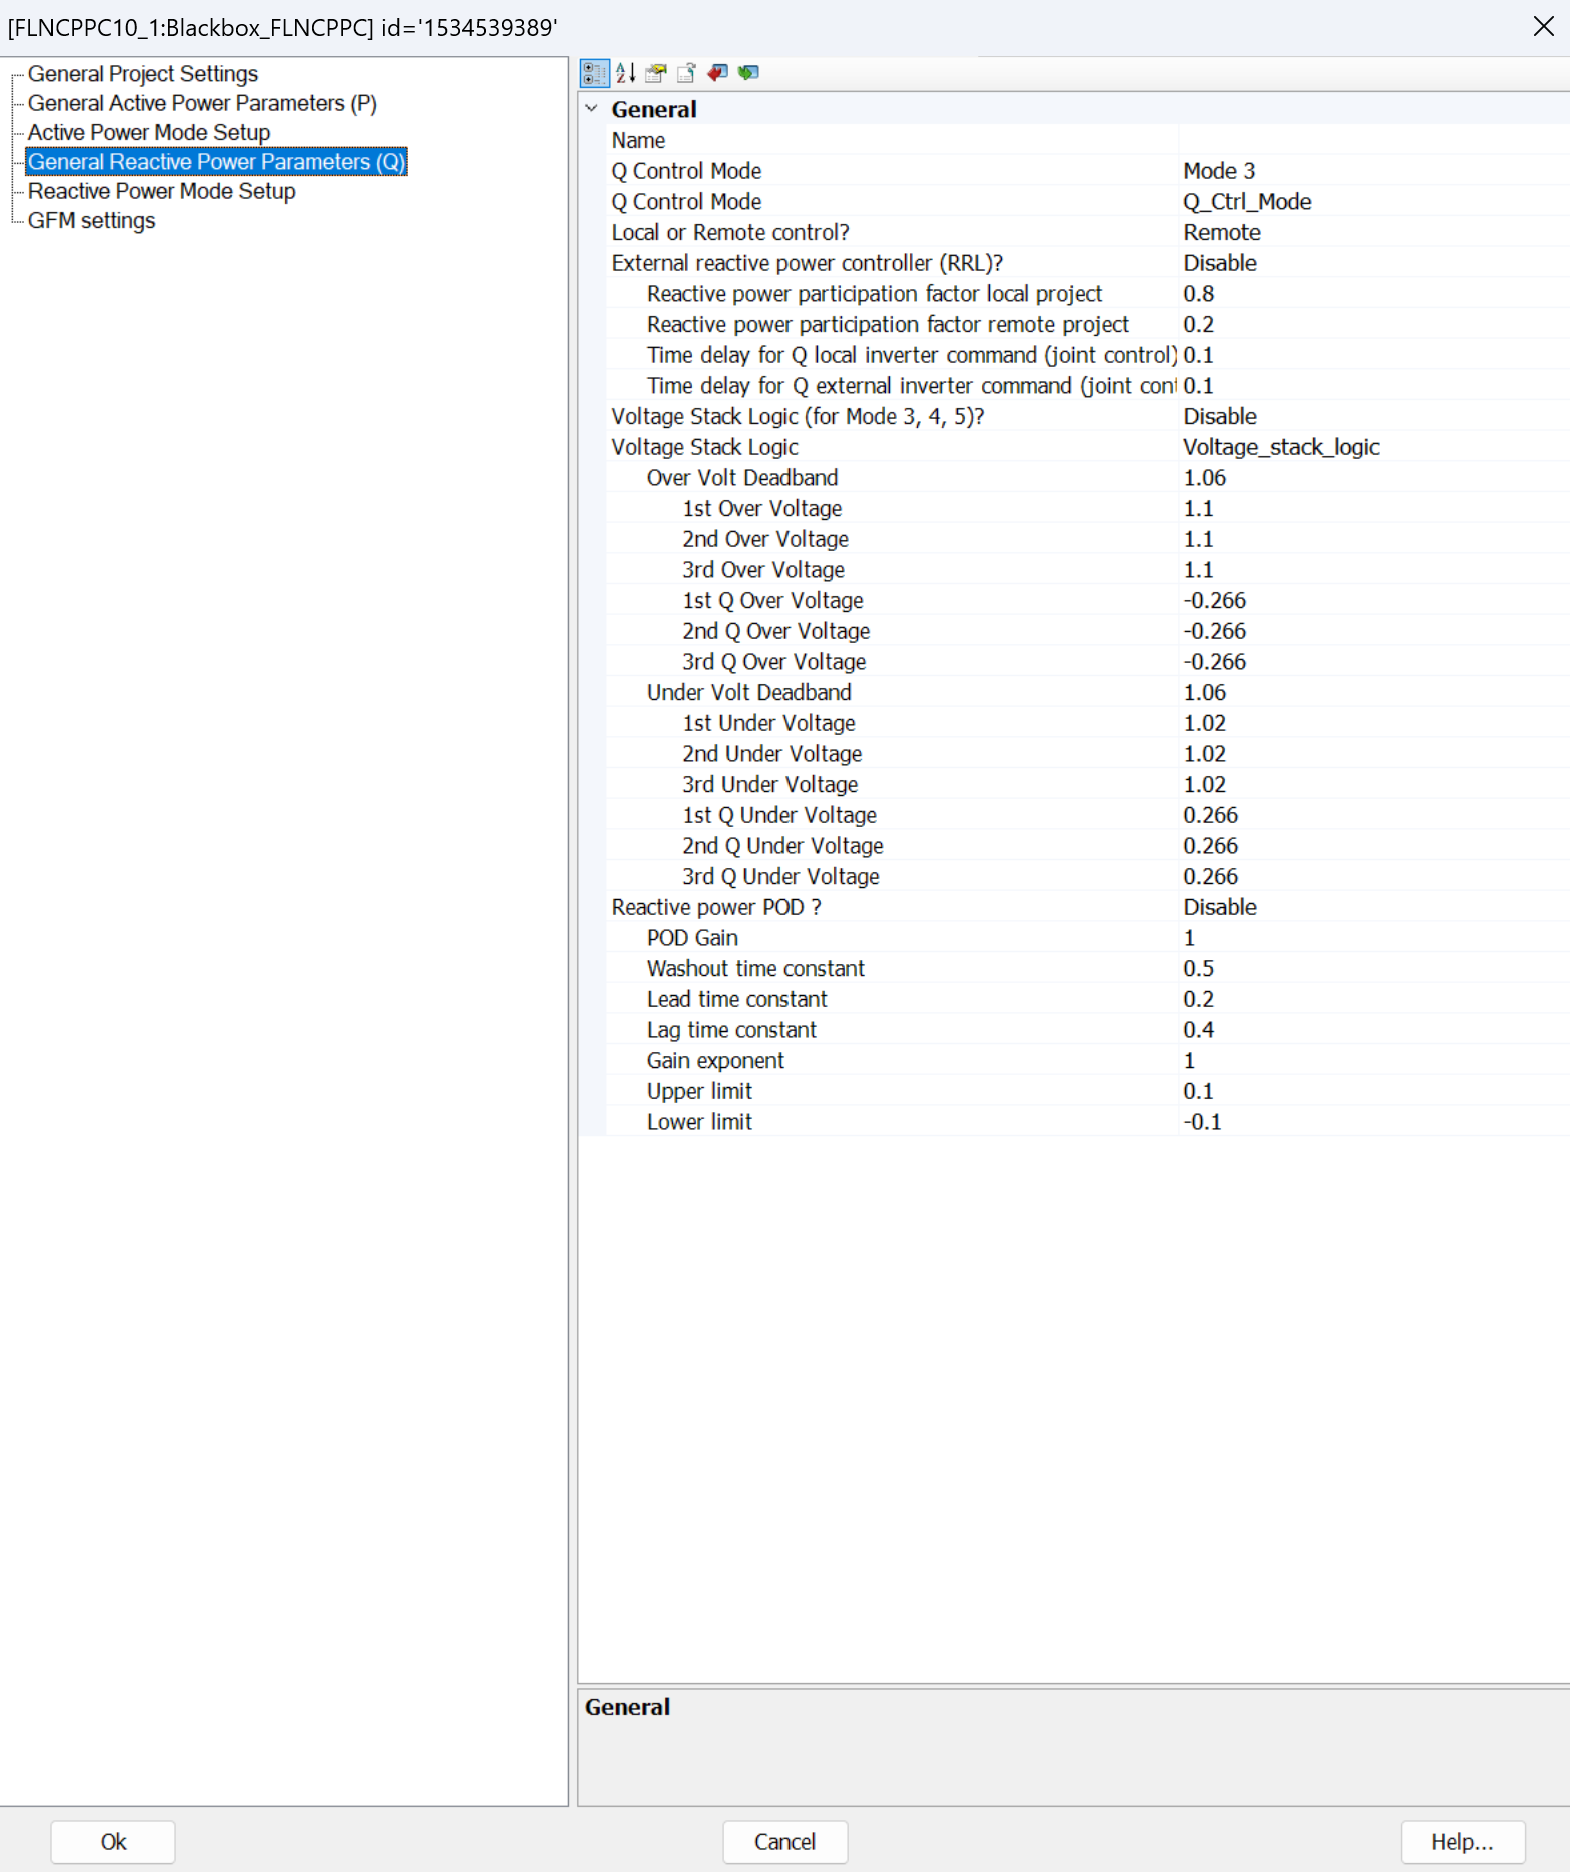 [FLNCPPC10_1:Blackbox_FLNCPPC] id='1534539389'
General Project Settings
General Active Power Parameters (P)
Active Power Mode Setup
General Reactive Power Parameters (Q)
Reactive Power Mode Setup
GFM settings
General
Name
Q Control Mode Mode 3
Q Control Mode Q_Ctrl_Mode
Local or Remote control? Remote
External reactive power controller (RRL)? Disable
Reactive power participation factor local project 0.8
Reactive power participation factor remote project 0.2
Time delay for Q local inverter command (joint control) 0.1
Time delay for Q external inverter command (joint cont 0.1
Voltage Stack Logic (for Mode 3, 4, 5)? Disable
Voltage Stack Logic Voltage_stack_logic
Over Volt Deadband 1.06
1st Over Voltage 1.1
2nd Over Voltage 1.1
3rd Over Voltage 1.1
1st Q Over Voltage -0.266
2nd Q Over Voltage -0.266
3rd Q Over Voltage -0.266
Under Volt Deadband 1.06
1st Under Voltage 1.02
2nd Under Voltage 1.02
3rd Under Voltage 1.02
1st Q Under Voltage 0.266
2nd Q Under Voltage 0.266
3rd Q Under Voltage 0.266
Reactive power POD ? Disable
POD Gain 1
Washout time constant 0.5
Lead time constant 0.2
Lag time constant 0.4
Gain exponent 1
Upper limit 0.1
Lower limit -0.1
General
Ok Cancel Help...